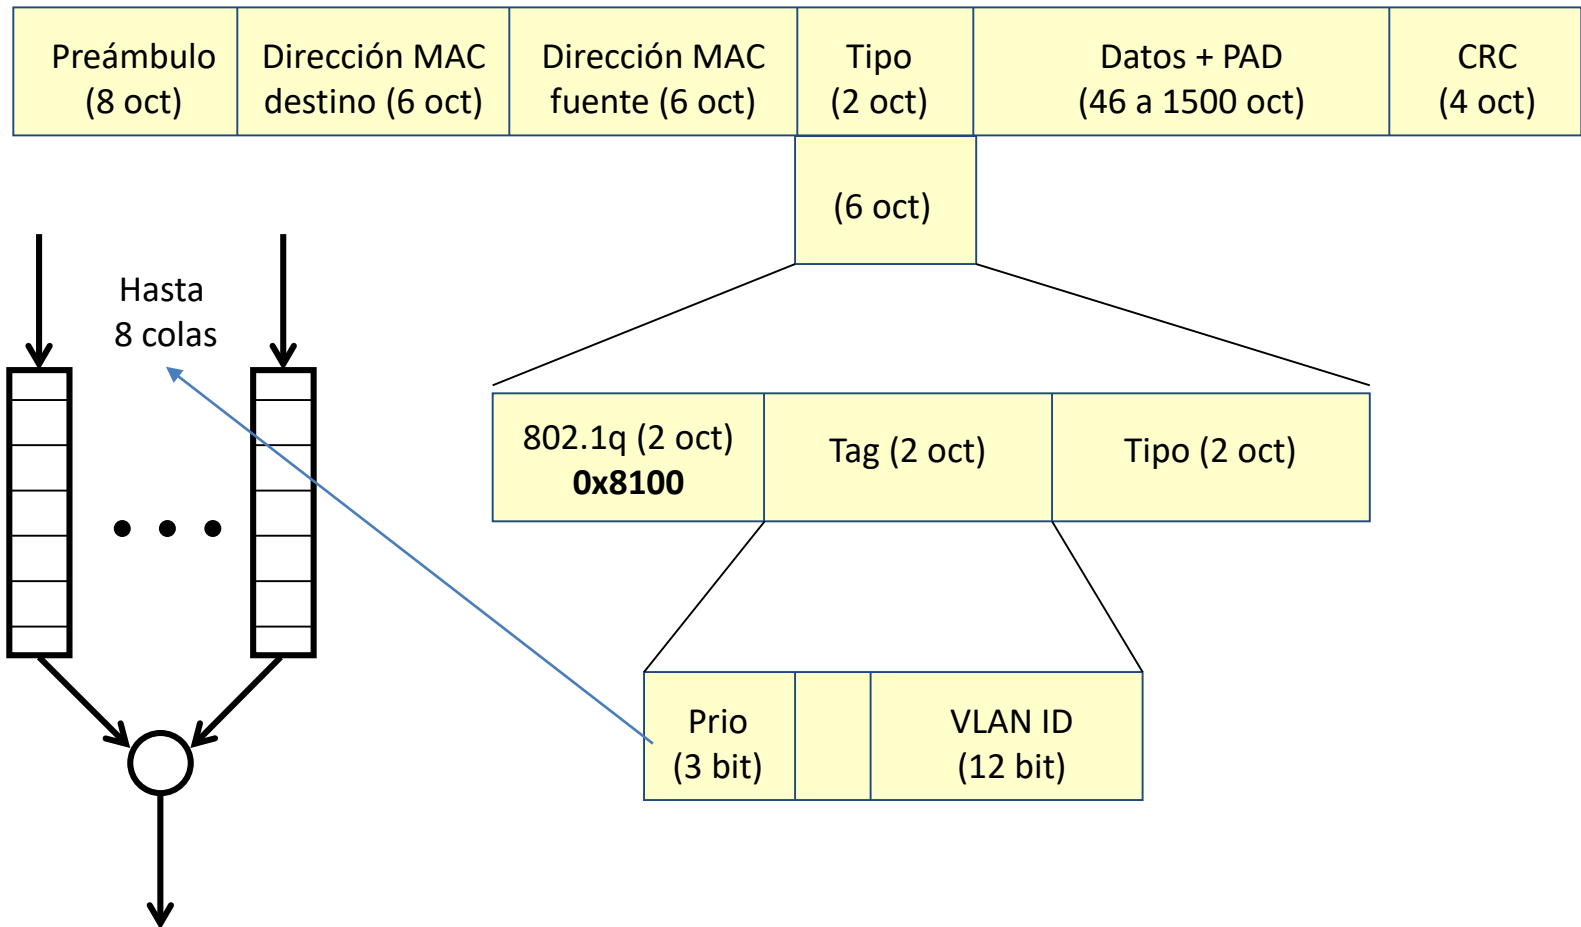 Preámbulo
(8 oct)
Dirección MAC
destino (6 oct)
Dirección MAC
fuente (6 oct)
Tipo
(2 oct)
Datos + PAD
(46 a 1500 oct)
CRC
(4 oct)
(6 oct)
Hasta
8 colas
802.1q (2 oct)
0x8100
Tag (2 oct)
Tipo (2 oct)
Prio
(3 bit)
VLAN ID
(12 bit)